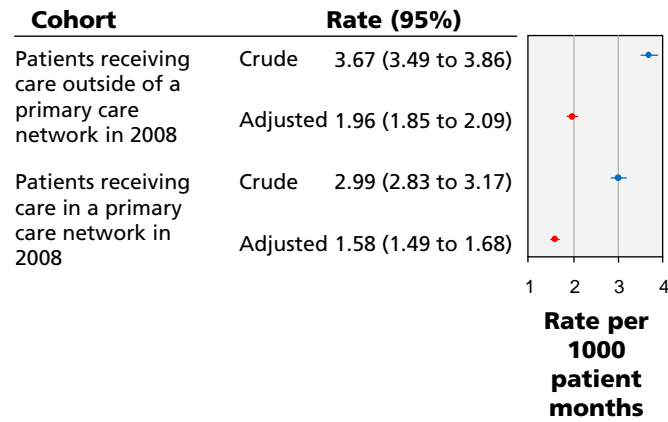 Cohort Rate (95%)
Patients receiving Crude 3.67 (3.49 to 3.86)
care outside of a
primary care
network in 2008 Adjusted 1.96 (1.85 to 2.09)
Patients receiving Crude 2.99 (2.83 to 3.17)
care in a primary
care network in
2008 Adjusted 1.58 (1.49 to 1.68)
1 2 3 4
Rate per
1000
patient
months